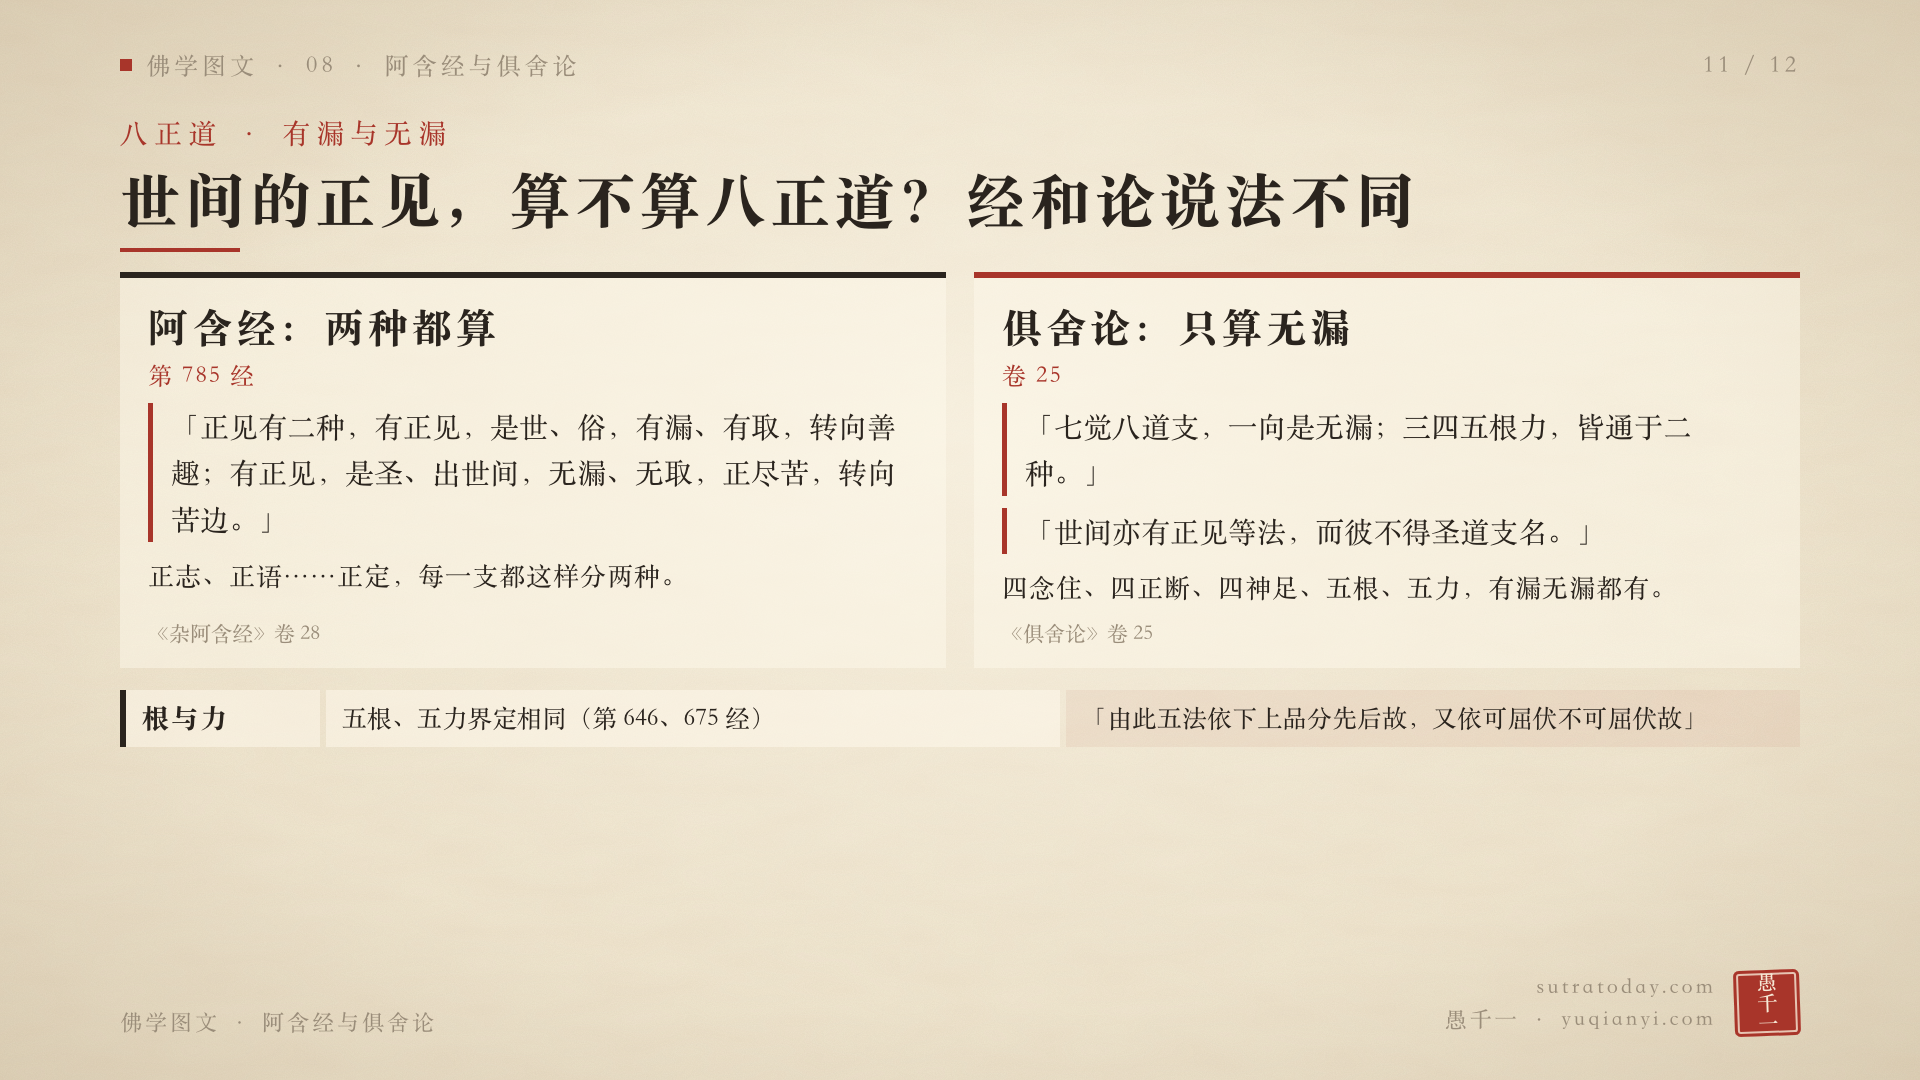 佛学图文 · 08 · 阿含经与俱舍论
11 / 12
八正道 · 有漏与无漏
世间的正见，算不算八正道？经和论说法不同
阿含经：两种都算
第 785 经
「正见有二种，有正见，是世、俗，有漏、有取，转向善
趣；有正见，是圣、出世间，无漏、无取，正尽苦，转向
苦边。」
正志、正语……正定，每一支都这样分两种。
《杂阿含经》卷 28
俱舍论：只算无漏
卷 25
「七觉八道支，一向是无漏；三四五根力，皆通于二
种。」
「世间亦有正见等法，而彼不得圣道支名。」
四念住、四正断、四神足、五根、五力，有漏无漏都有。
《俱舍论》卷 25
根与力
五根、五力界定相同（第 646、675 经）
「由此五法依下上品分先后故，又依可屈伏不可屈伏故」
佛学图文 · 阿含经与俱舍论
sutratoday.com
愚千一 · yuqianyi.com
愚千一